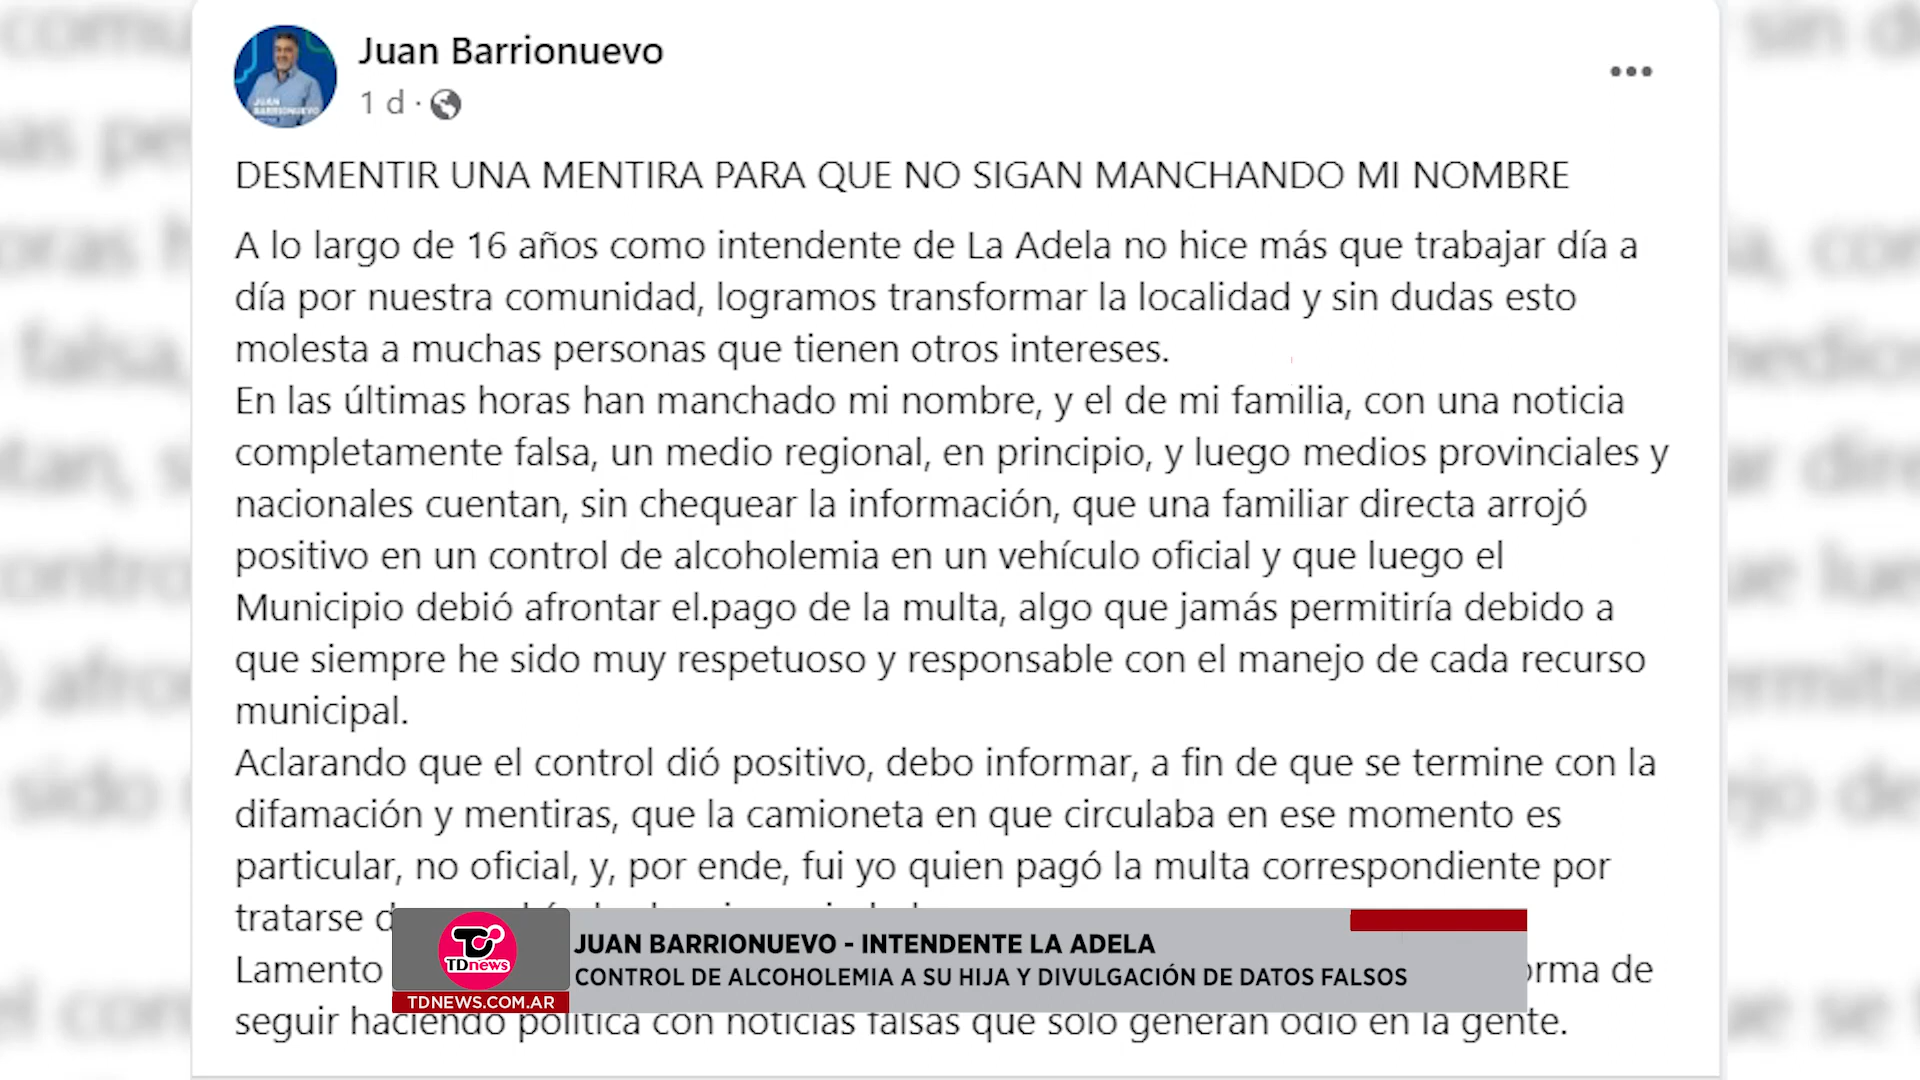 Juan Barrionuevo
1 d ·
DESMENTIR UNA MENTIRA PARA QUE NO SIGAN MANCHANDO MI NOMBRE
A lo largo de 16 años como intendente de La Adela no hice más que trabajar día a
día por nuestra comunidad, logramos transformar la localidad y sin dudas esto
molesta a muchas personas que tienen otros intereses.
En las últimas horas han manchado mi nombre, y el de mi familia, con una noticia
completamente falsa, un medio regional, en principio, y luego medios provinciales y
nacionales cuentan, sin chequear la información, que una familiar directa arrojó
positivo en un control de alcoholemia en un vehículo oficial y que luego el
Municipio debió afrontar el.pago de la multa, algo que jamás permitiría debido a
que siempre he sido muy respetuoso y responsable con el manejo de cada recurso
municipal.
Aclarando que el control dió positivo, debo informar, a fin de que se termine con la
difamación y mentiras, que la camioneta en que circulaba en ese momento es
particular, no oficial, y, por ende, fui yo quien pagó la multa correspondiente por
tratarse
Lamento de
seguir haciendo política con noticias falsas que solo generan odio en la gente.
TDnews
TDNEWS.COM.AR
JUAN BARRIONUEVO - INTENDENTE LA ADELA
CONTROL DE ALCOHOLEMIA A SU HIJA Y DIVULGACIÓN DE DATOS FALSOS